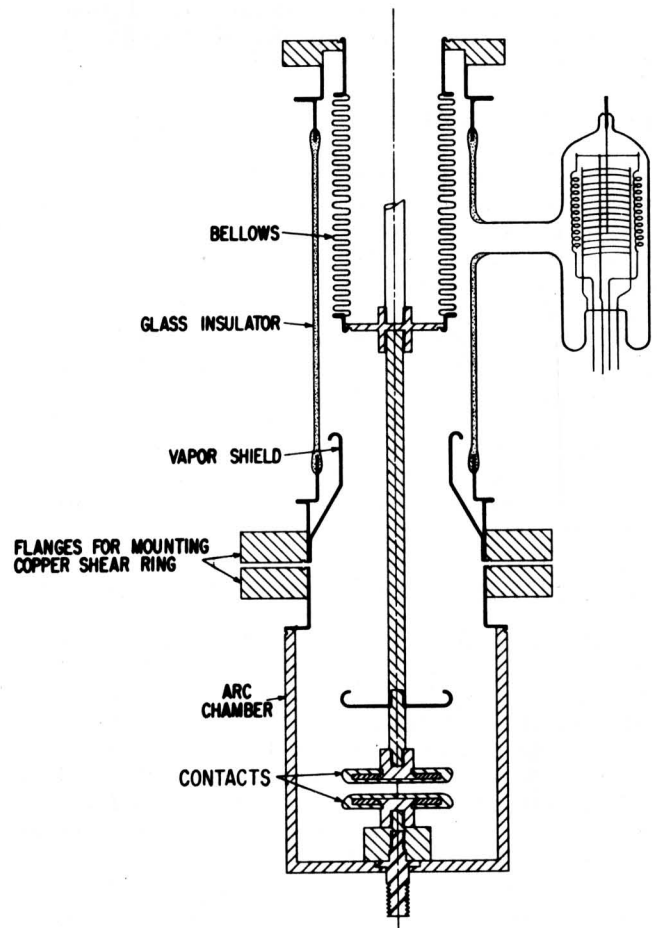 BELLOWS
GLASS INSULATOR
VAPOR SHIELD
FLANGES FOR MOUNTING
COPPER SHEAR RING
ARC
CHAMBER
CONTACTS